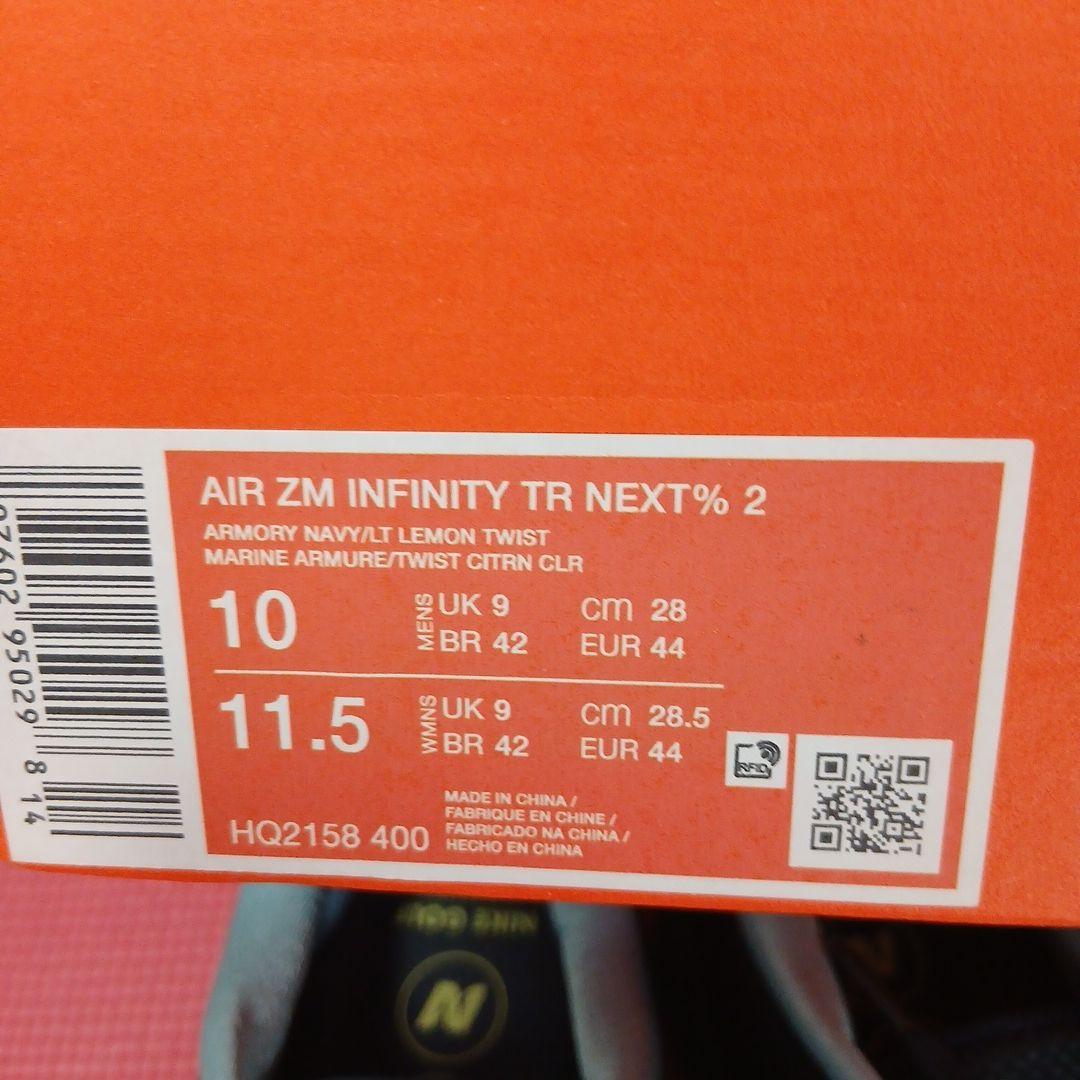 AIR ZM INFINITY TR NEXT% 2
ARMORY NAVY/LT LEMON TWIST
MARINE ARMURE/TWIST CITRN CLR
10
MENS
UK 9
cm 28
BR 42
EUR 44
11.5
WMNS
UK 9
cm 28.5
BR 42
EUR 44
RFID
HQ2158 400
MADE IN CHINA /
FABRIQUE EN CHINE /
FABRICADO NA CHINA /
HECHO EN CHINA
95029
8 14